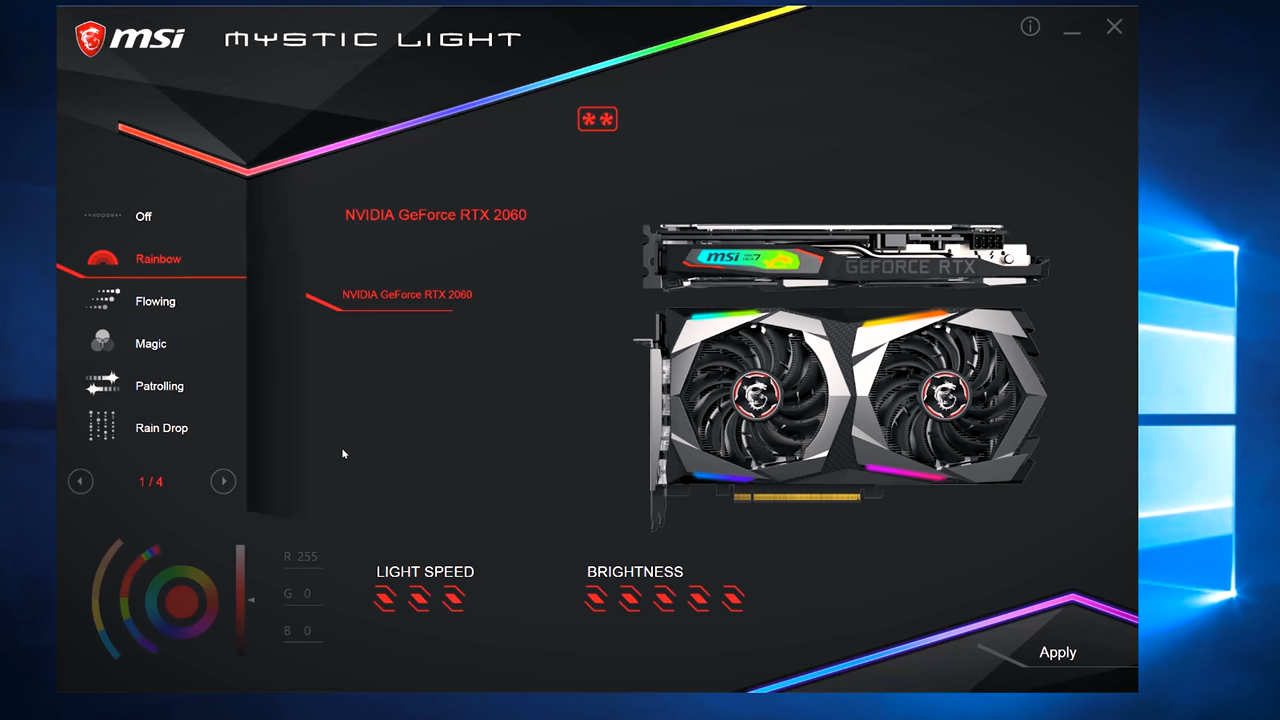 msi MYSTIC LIGHT
**
Off
Rainbow
Flowing
Magic
Patrolling
Rain Drop
1 / 4
NVIDIA GeForce RTX 2060
NVIDIA GeForce RTX 2060
msi
GEFORCE RTX
R 255
G 0
B 0
LIGHT SPEED
BRIGHTNESS
Apply